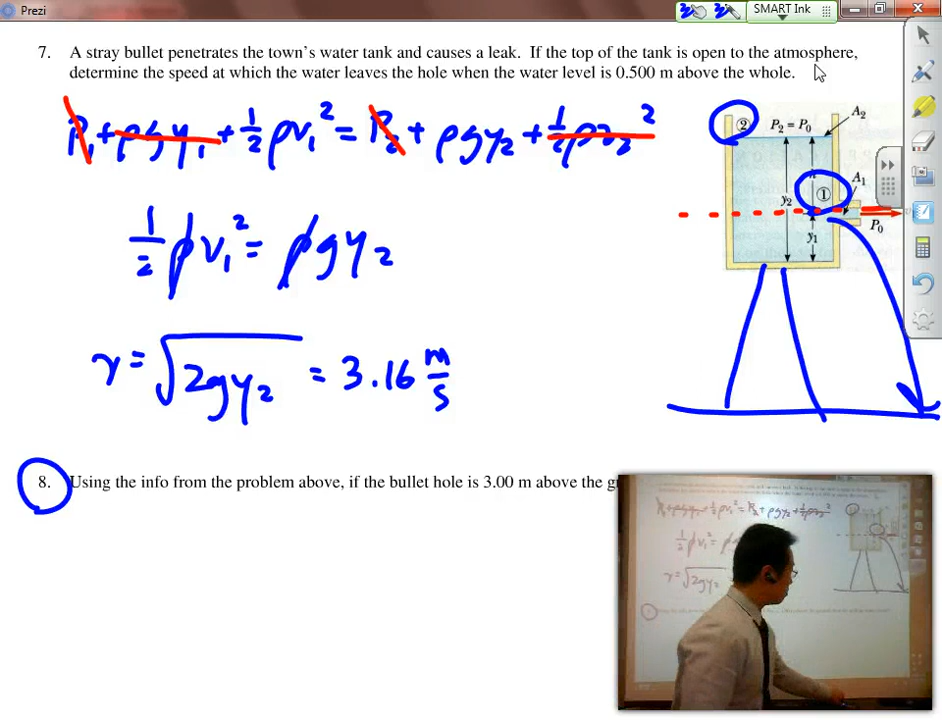 Prezi
SMART Ink
7. A stray bullet penetrates the town's water tank and causes a leak. If the top of the tank is open to the atmosphere,
determine the speed at which the water leaves the hole when the water level is 0.500 m above the whole.
P₁ + ρgy₁ + ½ρv₁² = P₂ + ρgy₂ + ½ρv₂²
② P₂ = P₀ A₂
① A₁
y₂
P₀
y₁
½ρv₁² = ρgy₂
v = √2gy₂ = 3.16 m/s
8. Using the info from the problem above, if the bullet hole is 3.00 m above the